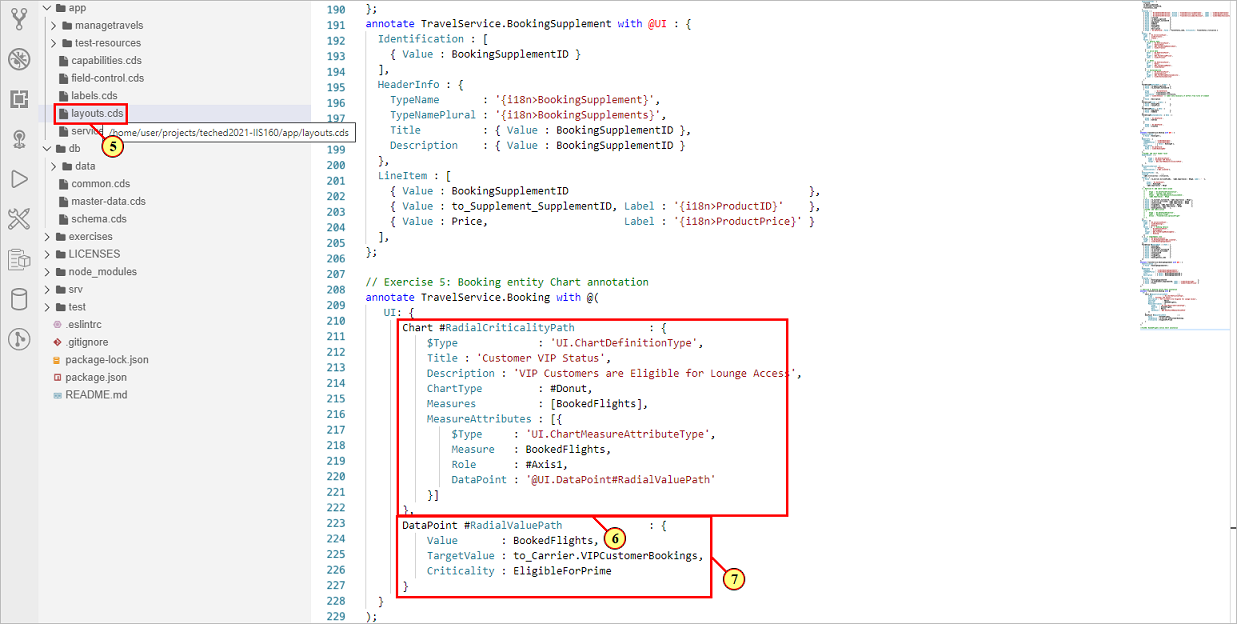 app
managetravels
test-resources
capabilities.cds
field-control.cds
labels.cds
layouts.cds
service
/home/user/projects/teched2021-IIS160/app/layouts.cds
5
db
data
common.cds
master-data.cds
schema.cds
exercises
LICENSES
node_modules
srv
test
.eslintrc
.gitignore
package-lock.json
package.json
README.md
190 };
191 annotate TravelService.BookingSupplement with @UI : {
192 Identification : [
193 { Value : BookingSupplementID }
194 ],
195 HeaderInfo : {
196 TypeName : '{i18n>BookingSupplement}',
197 TypeNamePlural : '{i18n>BookingSupplements}',
198 Title : { Value : BookingSupplementID },
199 Description : { Value : BookingSupplementID }
200 },
201 LineItem : [
202 { Value : BookingSupplementID },
203 { Value : to_Supplement_SupplementID, Label : '{i18n>ProductID}' },
204 { Value : Price, Label : '{i18n>ProductPrice}' }
205 ],
206 };
207
208 // Exercise 5: Booking entity Chart annotation
209 annotate TravelService.Booking with @(
210 UI: {
211 Chart #RadialCriticalityPath : {
212 $Type : 'UI.ChartDefinitionType',
213 Title : 'Customer VIP Status',
214 Description : 'VIP Customers are Eligible for Lounge Access',
215 ChartType : #Donut,
216 Measures : [BookedFlights],
217 MeasureAttributes : [{
218 $Type : 'UI.ChartMeasureAttributeType',
219 Measure : BookedFlights,
220 Role : #Axis1,
221 DataPoint : '@UI.DataPoint#RadialValuePath'
222 }]
223 },
224 DataPoint #RadialValuePath : {
225 Value : BookedFlights,
226 TargetValue : to_Carrier.VIPCustomerBookings,
227 Criticality : EligibleForPrime
228 }
229 }
);
6
7